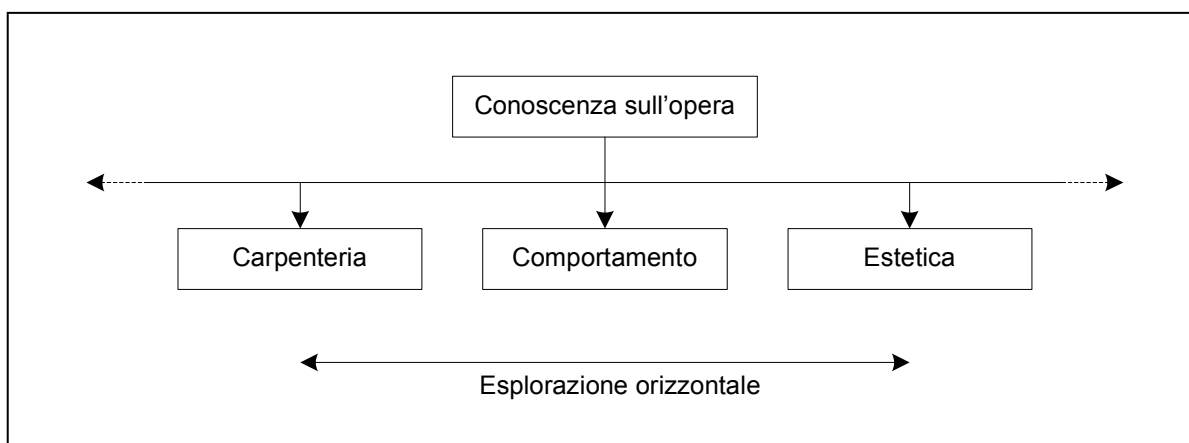 Conoscenza sull’opera
Carpenteria
Comportamento
Estetica
Esplorazione orizzontale